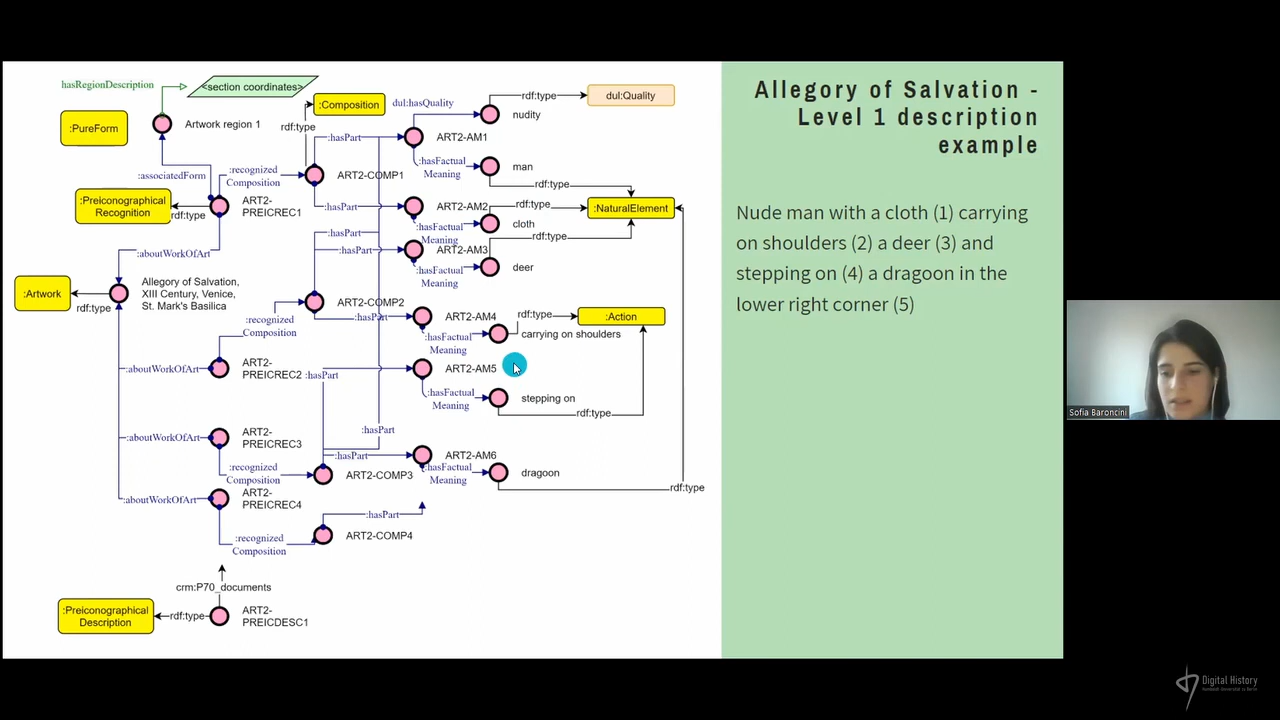 hasRegionDescription
<section coordinates>
:PureForm
Artwork region 1
:Composition
rdf:type
dul:hasQuality
rdf:type
dul:Quality
nudity
:hasPart
ART2-AM1
:hasFactual
Meaning
man
rdf:type
:associatedForm
:recognized
Composition
ART2-COMP1
:Preiconographical
Recognition
rdf:type
ART2-
PREICREC1
:hasPart
ART2-AM2
rdf:type
:NaturalElement
:hasFactual
Meaning
cloth
:hasPart
:hasPart
ART2-AM3
rdf:type
:hasFactual
Meaning
deer
:aboutWorkOfArt
:Artwork
rdf:type
Allegory of Salvation,
XIII Century, Venice,
St. Mark's Basilica
ART2-COMP2
:recognized
Composition
:hasPart
ART2-AM4
rdf:type
:Action
:hasFactual
Meaning
carrying on shoulders
:aboutWorkOfArt
ART2-
PREICREC2
:hasPart
ART2-AM5
:hasFactual
Meaning
stepping on
rdf:type
:aboutWorkOfArt
ART2-
PREICREC3
:hasPart
:recognized
Composition
ART2-COMP3
:hasPart
ART2-AM6
:hasFactual
Meaning
dragoon
rdf:type
:aboutWorkOfArt
ART2-
PREICREC4
:recognized
Composition
:hasPart
ART2-COMP4
crm:P70_documents
:Preiconographical
Description
rdf:type
ART2-
PREICDESC1
Allegory of Salvation -
Level 1 description
example
Nude man with a cloth (1) carrying
on shoulders (2) a deer (3) and
stepping on (4) a dragoon in the
lower right corner (5)
Sofia Baroncini
Digital History
Humboldt-Universität zu Berlin